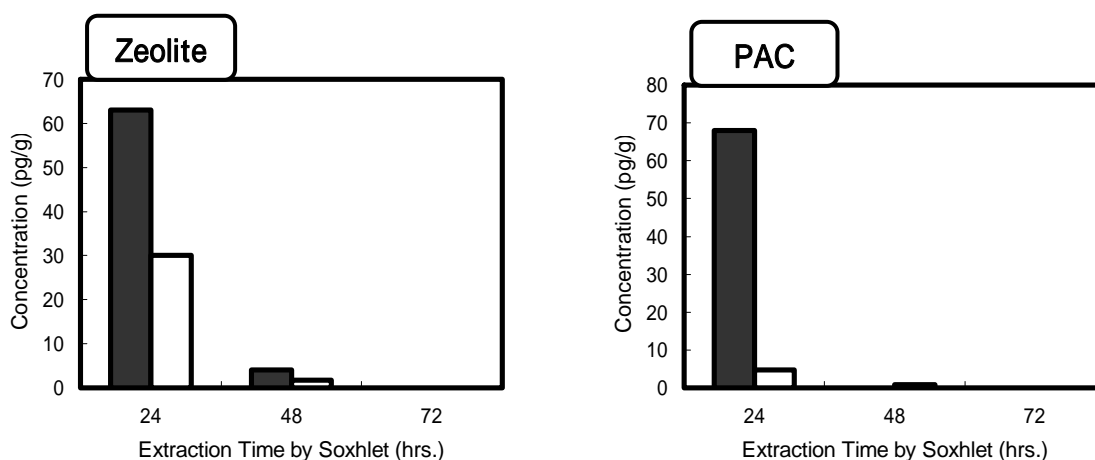 Zeolite
70
60
50
40
30
20
10
0
Concentration (pg/g)
24 48 72
Extraction Time by Soxhlet (hrs.)
PAC
80
70
60
50
40
30
20
10
0
Concentration (pg/g)
24 48 72
Extraction Time by Soxhlet (hrs.)